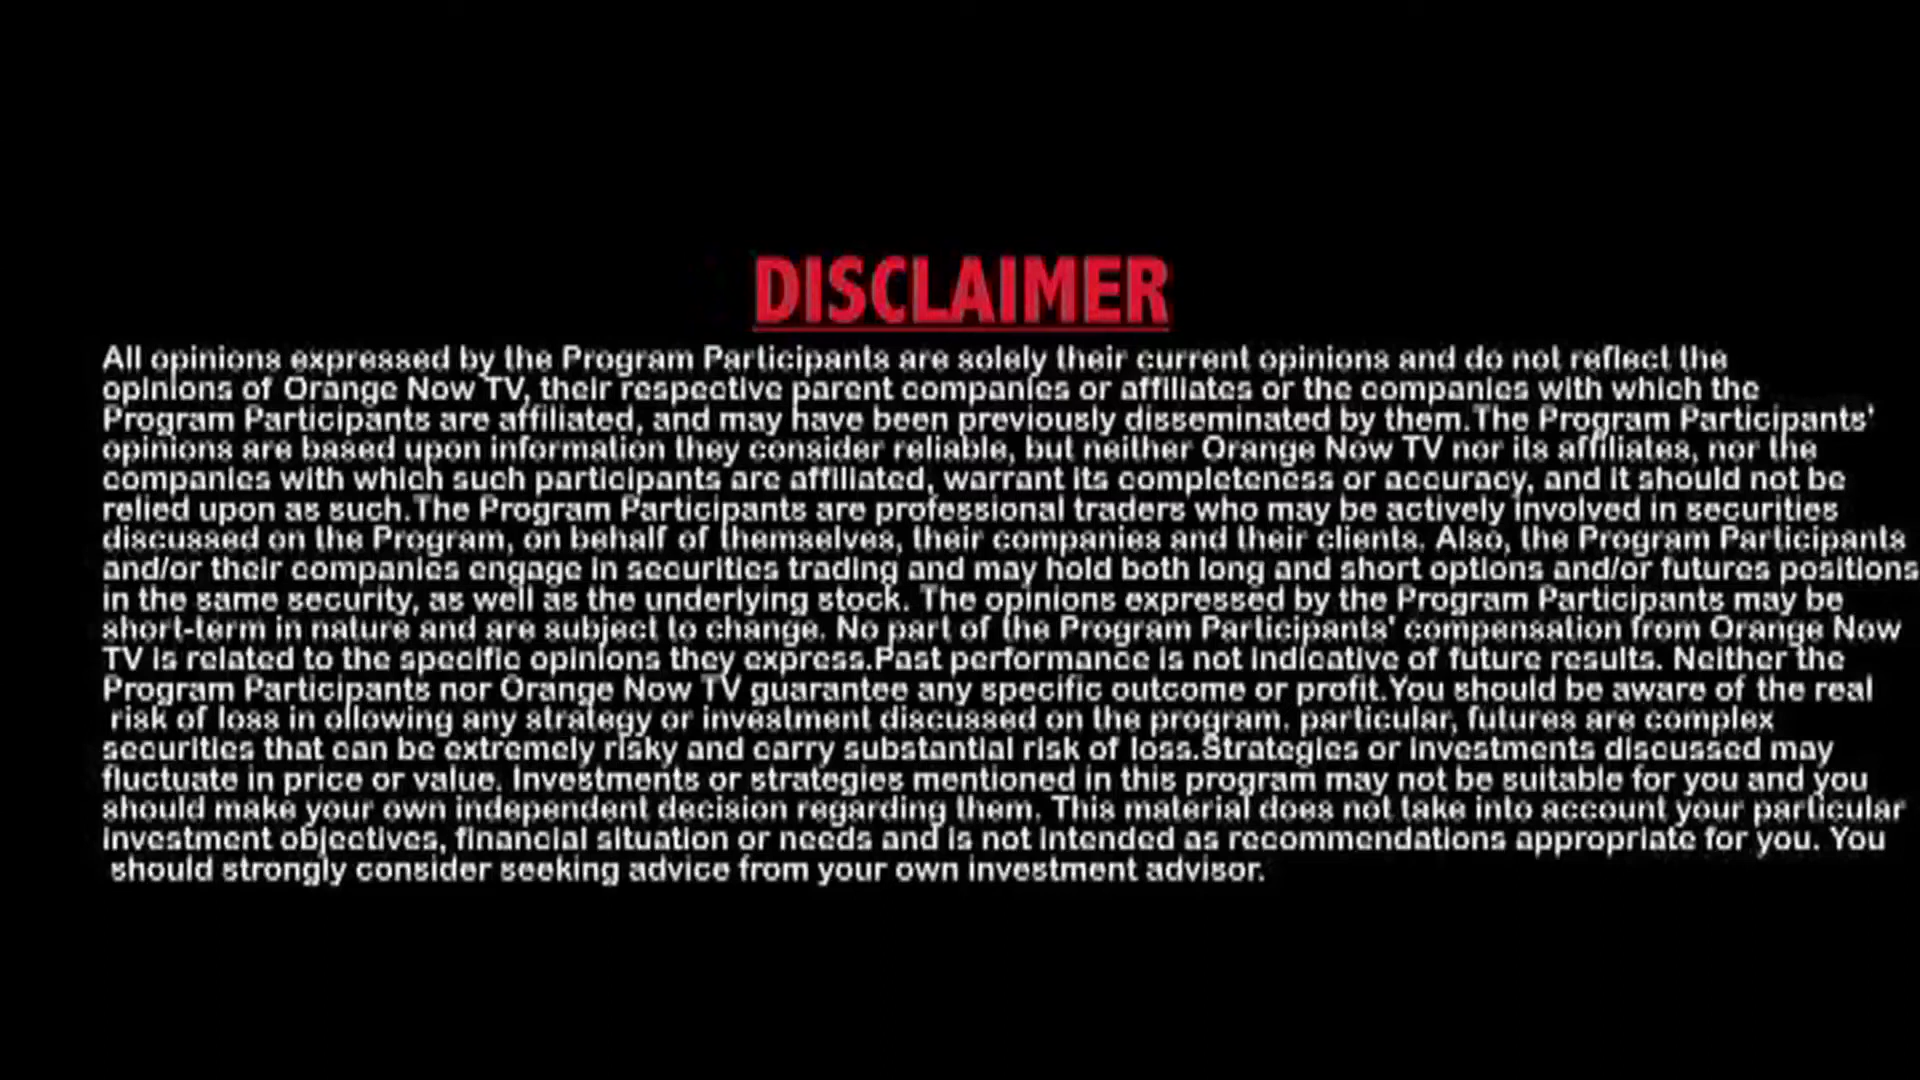 DISCLAIMER
All opinions expressed by the Program Participants are solely their current opinions and do not reflect the
opinions of Orange Now TV, their respective parent companies or affiliates or the companies with which the
Program Participants are affiliated, and may have been previously disseminated by them.The Program Participants'
opinions are based upon information they consider reliable, but neither Orange Now TV nor its affiliates, nor the
companies with which such participants are affiliated, warrant its completeness or accuracy, and it should not be
relied upon as such.The Program Participants are professional traders who may be actively involved in securities
discussed on the Program, on behalf of themselves, their companies and their clients. Also, the Program Participants
and/or their companies engage in securities trading and may hold both long and short options and/or futures positions
in the same security, as well as the underlying stock. The opinions expressed by the Program Participants may be
short-term in nature and are subject to change. No part of the Program Participants' compensation from Orange Now
TV is related to the specific opinions they express.Past performance is not indicative of future results. Neither the
Program Participants nor Orange Now TV guarantee any specific outcome or profit.You should be aware of the real
risk of loss in ollowing any strategy or investment discussed on the program. particular, futures are complex
securities that can be extremely risky and carry substantial risk of loss.Strategies or investments discussed may
fluctuate in price or value. Investments or strategies mentioned in this program may not be suitable for you and you
should make your own independent decision regarding them. This material does not take into account your particular
investment objectives, financial situation or needs and is not intended as recommendations appropriate for you. You
should strongly consider seeking advice from your own investment advisor.